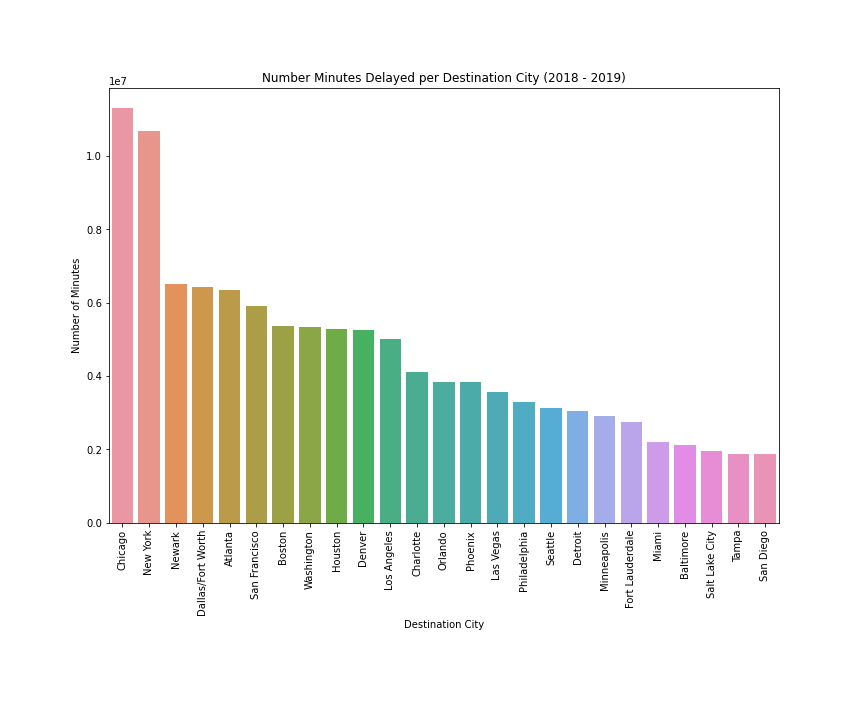 Number Minutes Delayed per Destination City (2018 - 2019)
1e7
1.0
0.8
0.6
0.4
0.2
0.0
Number of Minutes
Chicago
New York
Newark
Dallas/Fort Worth
Atlanta
San Francisco
Boston
Washington
Houston
Denver
Los Angeles
Charlotte
Orlando
Phoenix
Las Vegas
Philadelphia
Seattle
Detroit
Minneapolis
Fort Lauderdale
Miami
Baltimore
Salt Lake City
Tampa
San Diego
Destination City